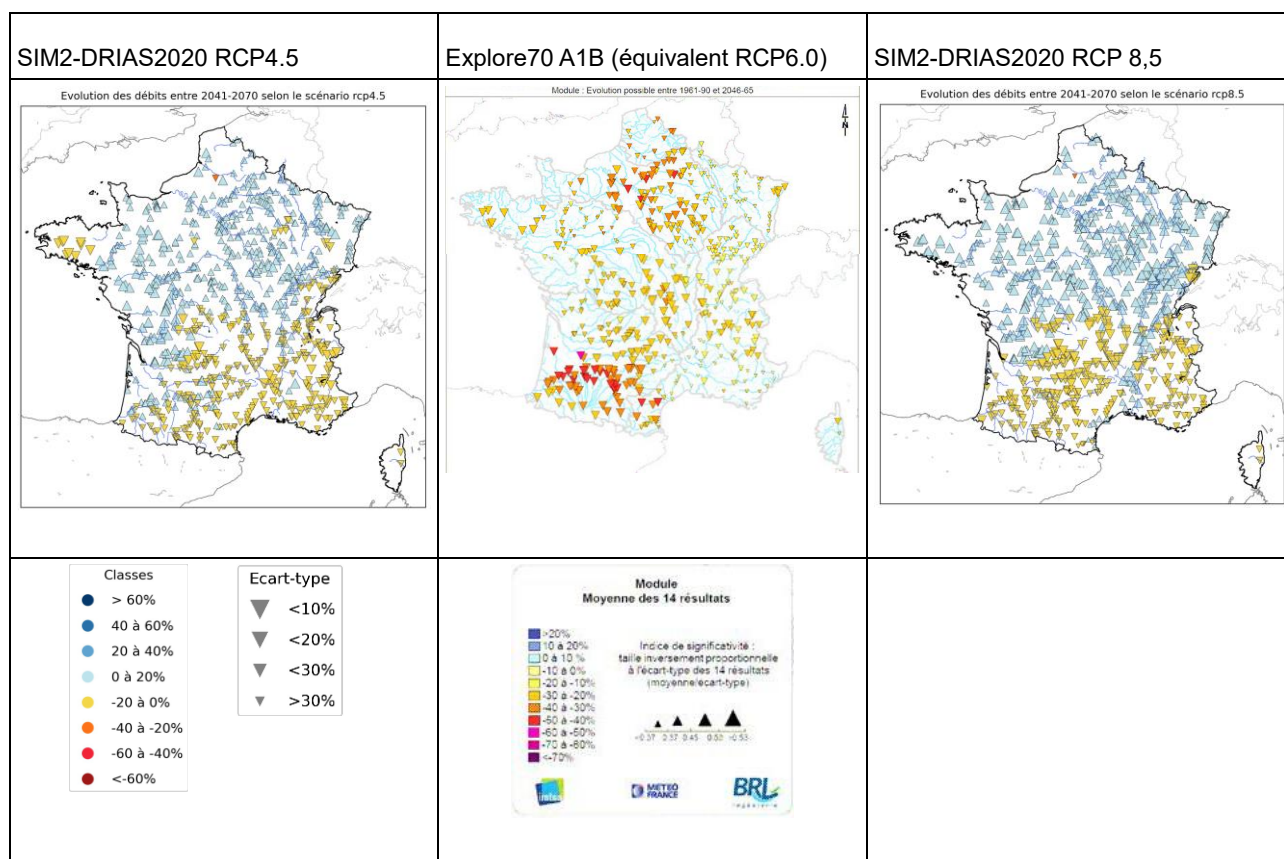 SIM2-DRIAS2020 RCP4.5
Explore70 A1B (équivalent RCP6.0)
SIM2-DRIAS2020 RCP 8,5
Evolution des débits entre 2041-2070 selon le scénario rcp4.5
Module : Evolution possible entre 1961-90 et 2046-65
N
Evolution des débits entre 2041-2070 selon le scénario rcp8.5
Classes
> 60%
40 à 60%
20 à 40%
0 à 20%
-20 à 0%
-40 à -20%
-60 à -40%
<-60%
Ecart-type
<10%
<20%
<30%
>30%
Module
Moyenne des 14 résultats
>20%
10 à 20%
0 à 10 %
-10 à 0%
-20 à -10%
-30 à -20%
-40 à -30%
-50 à -40%
-60 à -50%
-70 à -60%
<-70%
Indice de significativité :
taille inversement proportionnelle
à l'écart-type des 14 résultats
(moyenne/ecart-type)
METEO
FRANCE
BRL
Ingénierie